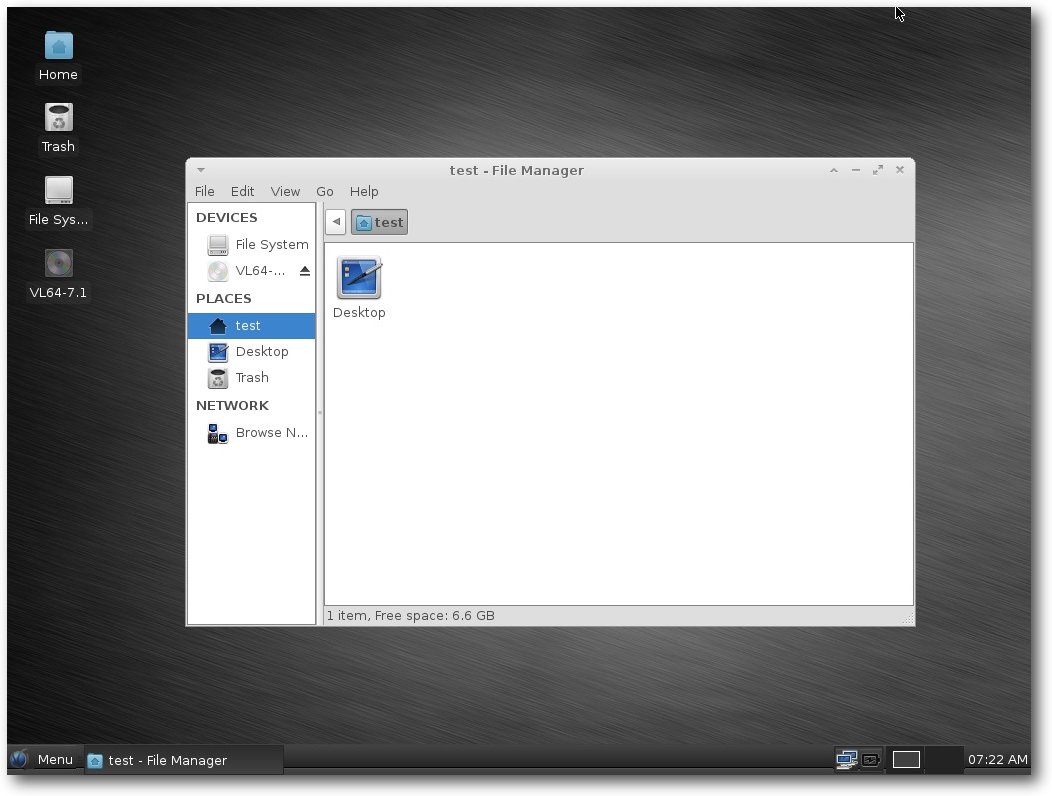 Home
Trash
File Sys...
VL64-7.1
test - File Manager
File Edit View Go Help
DEVICES
File System
VL64-...
PLACES
test
Desktop
Trash
NETWORK
Browse N...
test
Desktop
1 item, Free space: 6.6 GB
Menu
test - File Manager
07:22 AM